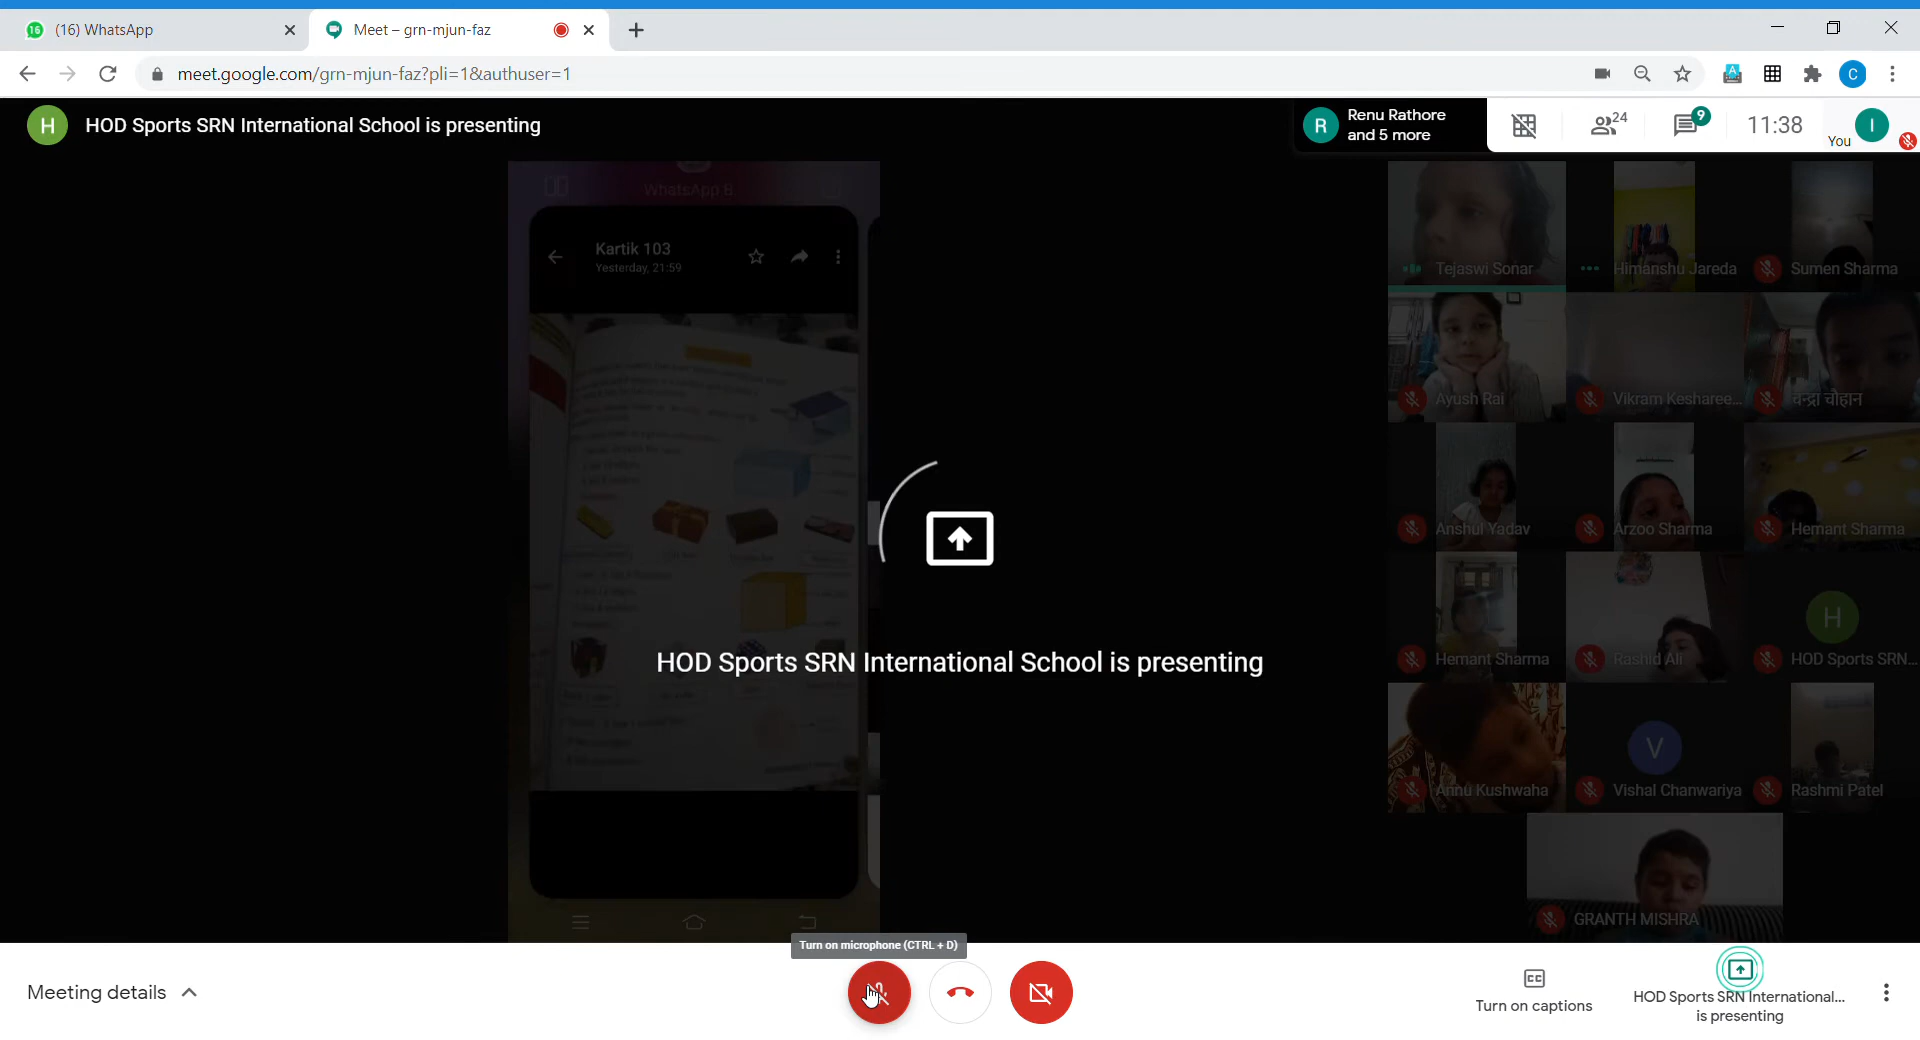 16
(16) WhatsApp
Meet – grn-mjun-faz
meet.google.com/grn-mjun-faz?pli=1&authuser=1
A
C
H
HOD Sports SRN International School is presenting
R
Renu Rathore
and 5 more
24
9
11:38
You
I
WhatsApp B
Kartik 103
Yesterday, 21:59
Tejaswi Sonar
Himanshu Jareda
Sumen Sharma
Ayush Rai
Vikram Kesharee...
चन्द्रा चौहान
Anshul Yadav
Arzoo Sharma
Hemant Sharma
Hemant Sharma
Rashid Ali
H
HOD Sports SRN...
HOD Sports SRN International School is presenting
Annu Kushwaha
V
Vishal Chanwariya
Rashmi Patel
GRANTH MISHRA
Turn on microphone (CTRL + D)
Meeting details
CC
Turn on captions
HOD Sports SRN International...
is presenting